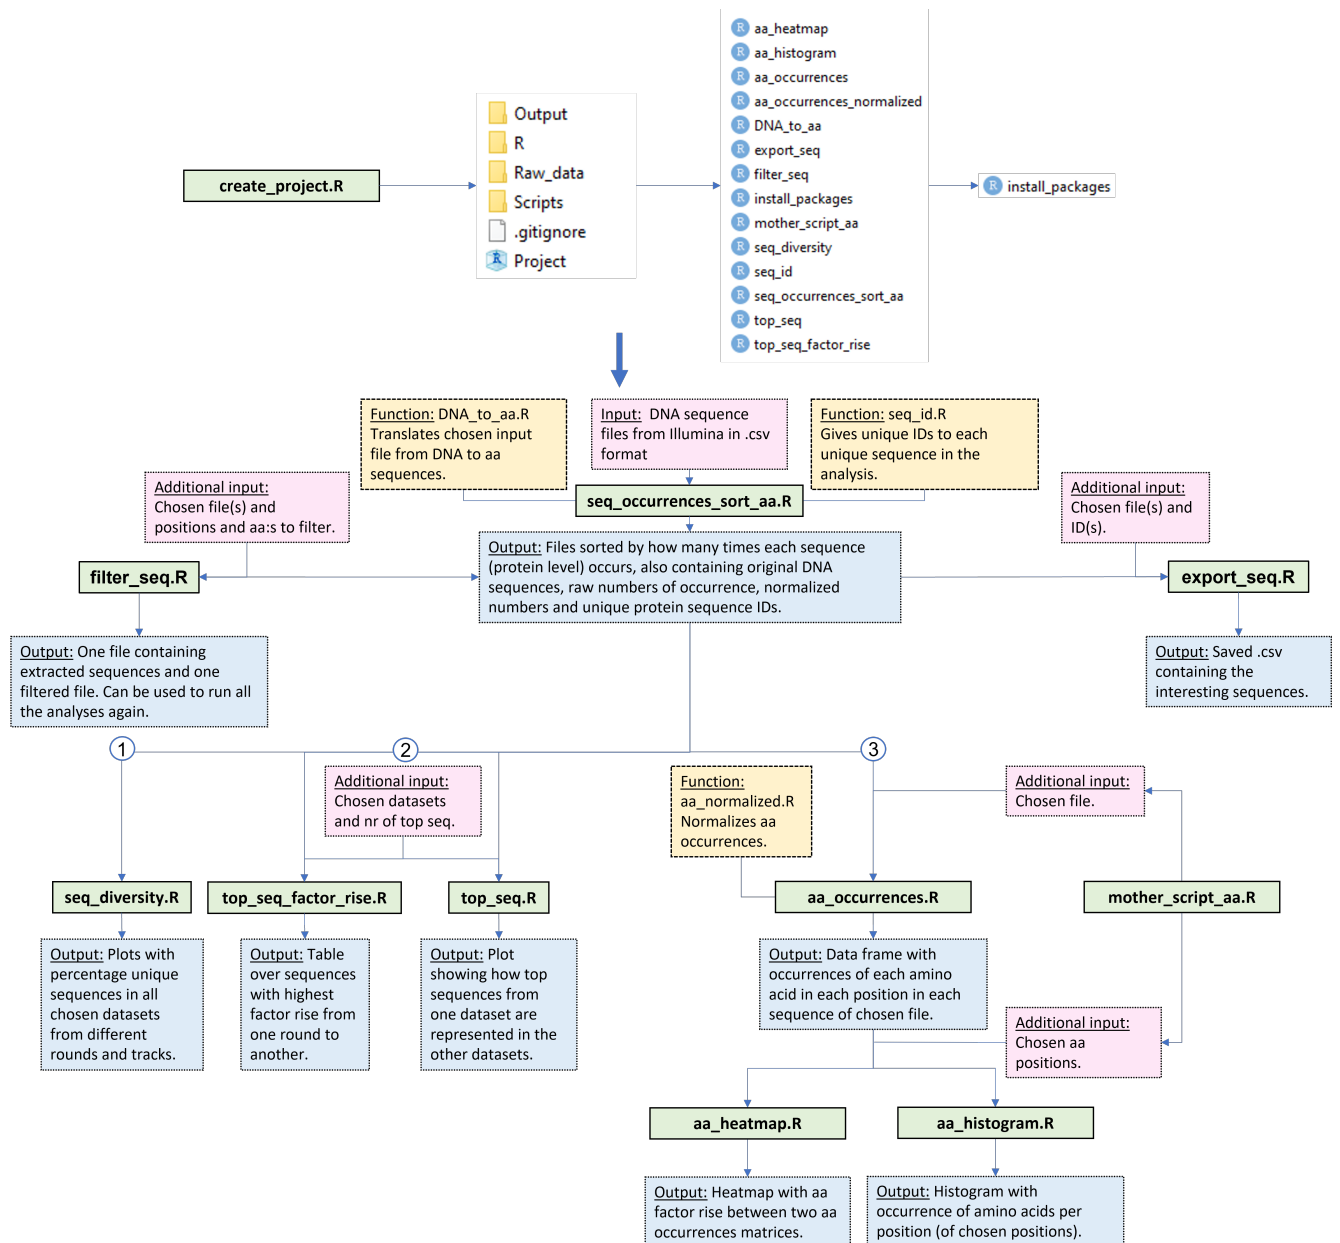 create_project.R
Output
R
Raw_data
Scripts
.gitignore
R
Project
R aa_heatmap
R aa_histogram
R aa_occurrences
R aa_occurrences_normalized
R DNA_to_aa
R export_seq
R filter_seq
R install_packages
R mother_script_aa
R seq_diversity
R seq_id
R seq_occurrences_sort_aa
R top_seq
R top_seq_factor_rise
R install_packages
Function: DNA_to_aa.R
Translates chosen input
file from DNA to aa
sequences.
Input: DNA sequence
files from Illumina in .csv
format
Function: seq_id.R
Gives unique IDs to each
unique sequence in the
analysis.
Additional input:
Chosen file(s) and
positions and aa:s to filter.
seq_occurrences_sort_aa.R
Additional input:
Chosen file(s) and
ID(s).
filter_seq.R
Output: Files sorted by how many times each sequence
(protein level) occurs, also containing original DNA
sequences, raw numbers of occurrence, normalized
numbers and unique protein sequence IDs.
export_seq.R
Output: One file containing
extracted sequences and one
filtered file. Can be used to run all
the analyses again.
Output: Saved .csv
containing the
interesting sequences.
1
2
3
Additional input:
Chosen datasets
and nr of top seq.
Function:
aa_normalized.R
Normalizes aa
occurrences.
Additional input:
Chosen file.
seq_diversity.R
top_seq_factor_rise.R
top_seq.R
aa_occurrences.R
mother_script_aa.R
Output: Plots with
percentage unique
sequences in all
chosen datasets
from different
rounds and tracks.
Output: Table
over sequences
with highest
factor rise from
one round to
another.
Output: Plot
showing how top
sequences from
one dataset are
represented in the
other datasets.
Output: Data frame with
occurrences of each amino
acid in each position in each
sequence of chosen file.
Additional input:
Chosen aa
positions.
aa_heatmap.R
aa_histogram.R
Output: Heatmap with aa
factor rise between two aa
occurrences matrices.
Output: Histogram with
occurrence of amino acids per
position (of chosen positions).